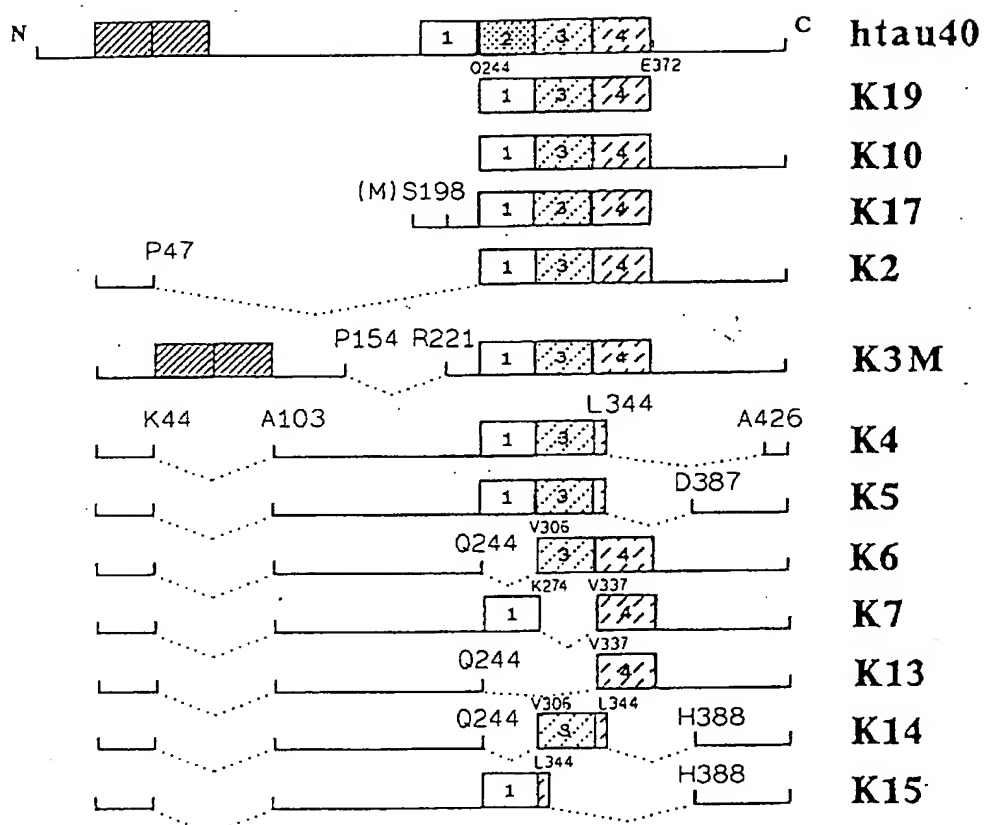 N C htau40
1 2 3 4
Q244 E372
1 3 4 K19
1 3 4 K10
(M) S198
1 3 4 K17
P47
1 3 4 K2
P154 R221
1 3 4 K3M
K44 A103 L344 A426
1 3 K4
D387
1 3 K5
V306
Q244
3 4 K6
K274 V337
1 4 K7
V337
Q244
4 K13
V306 L344
Q244 H388
3 K14
L344
H388
1 K15